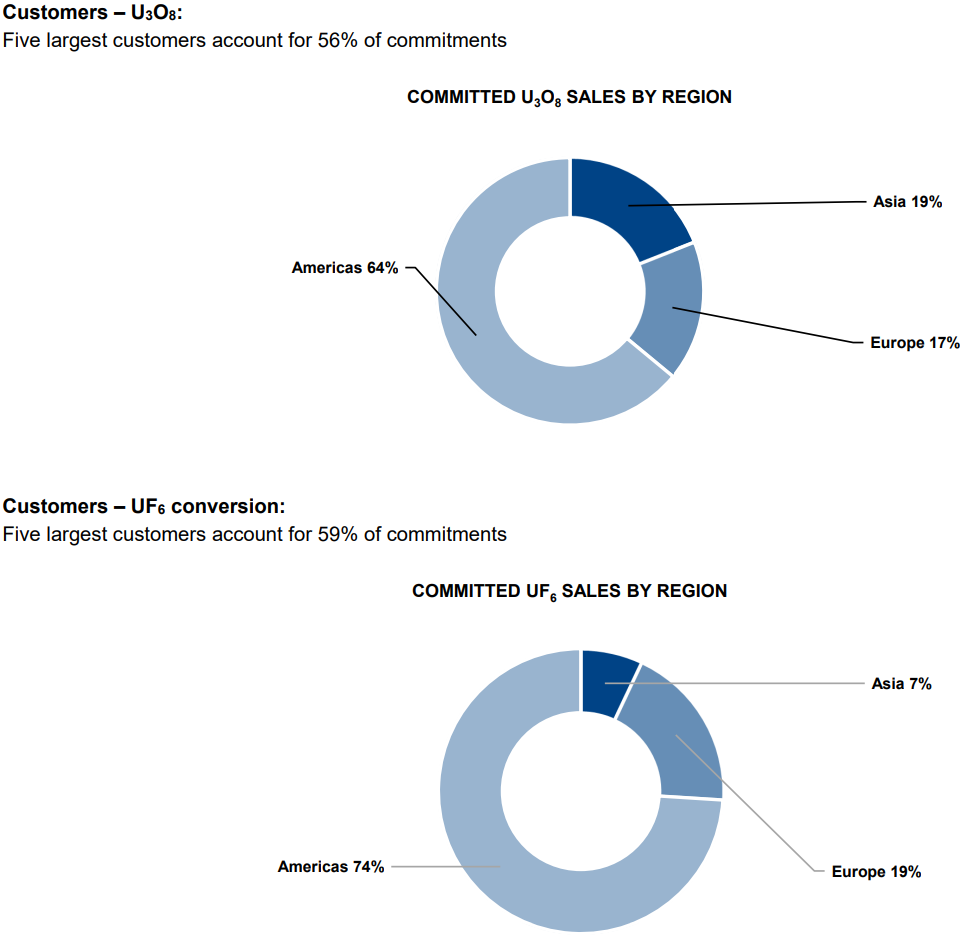 Customers – U₃O₈:
Five largest customers account for 56% of commitments
COMMITTED U₃O₈ SALES BY REGION
Asia 19%
Americas 64%
Europe 17%
Customers – UF₆ conversion:
Five largest customers account for 59% of commitments
COMMITTED UF₆ SALES BY REGION
Asia 7%
Americas 74%
Europe 19%